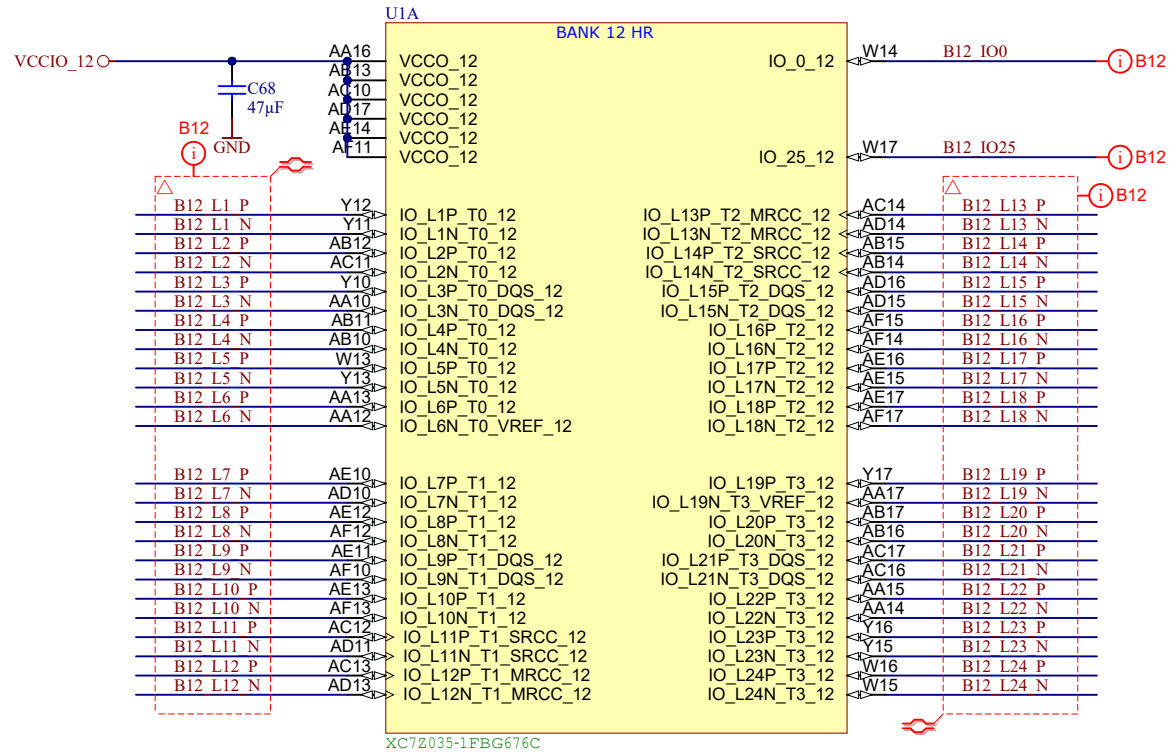 U1A
BANK 12 HR
VCCIO_12
C68
47µF
GND
B12
AA16 VCCO_12
AB13 VCCO_12
AC10 VCCO_12
AD17 VCCO_12
AE14 VCCO_12
AF11 VCCO_12
IO_0_12 W14 B12_IO0 i B12
IO_25_12 W17 B12_IO25 i B12
i
i B12
B12_L1_P Y12 IO_L1P_T0_12
B12_L1_N Y11 IO_L1N_T0_12
B12_L2_P AB12 IO_L2P_T0_12
B12_L2_N AC11 IO_L2N_T0_12
B12_L3_P Y10 IO_L3P_T0_DQS_12
B12_L3_N AA10 IO_L3N_T0_DQS_12
B12_L4_P AB11 IO_L4P_T0_12
B12_L4_N AB10 IO_L4N_T0_12
B12_L5_P W13 IO_L5P_T0_12
B12_L5_N Y13 IO_L5N_T0_12
B12_L6_P AA13 IO_L6P_T0_12
B12_L6_N AA12 IO_L6N_T0_VREF_12
B12_L7_P AE10 IO_L7P_T1_12
B12_L7_N AD10 IO_L7N_T1_12
B12_L8_P AE12 IO_L8P_T1_12
B12_L8_N AF12 IO_L8N_T1_12
B12_L9_P AE11 IO_L9P_T1_DQS_12
B12_L9_N AF10 IO_L9N_T1_DQS_12
B12_L10_P AE13 IO_L10P_T1_12
B12_L10_N AF13 IO_L10N_T1_12
B12_L11_P AC12 IO_L11P_T1_SRCC_12
B12_L11_N AD11 IO_L11N_T1_SRCC_12
B12_L12_P AC13 IO_L12P_T1_MRCC_12
B12_L12_N AD13 IO_L12N_T1_MRCC_12
IO_L13P_T2_MRCC_12 AC14 B12_L13_P
IO_L13N_T2_MRCC_12 AD14 B12_L13_N
IO_L14P_T2_SRCC_12 AB15 B12_L14_P
IO_L14N_T2_SRCC_12 AB14 B12_L14_N
IO_L15P_T2_DQS_12 AD16 B12_L15_P
IO_L15N_T2_DQS_12 AD15 B12_L15_N
IO_L16P_T2_12 AF15 B12_L16_P
IO_L16N_T2_12 AF14 B12_L16_N
IO_L17P_T2_12 AE16 B12_L17_P
IO_L17N_T2_12 AE15 B12_L17_N
IO_L18P_T2_12 AE17 B12_L18_P
IO_L18N_T2_12 AF17 B12_L18_N
IO_L19P_T3_12 Y17 B12_L19_P
IO_L19N_T3_VREF_12 AA17 B12_L19_N
IO_L20P_T3_12 AB17 B12_L20_P
IO_L20N_T3_12 AB16 B12_L20_N
IO_L21P_T3_DQS_12 AC17 B12_L21_P
IO_L21N_T3_DQS_12 AC16 B12_L21_N
IO_L22P_T3_12 AA15 B12_L22_P
IO_L22N_T3_12 AA14 B12_L22_N
IO_L23P_T3_12 Y16 B12_L23_P
IO_L23N_T3_12 Y15 B12_L23_N
IO_L24P_T3_12 W16 B12_L24_P
IO_L24N_T3_12 W15 B12_L24_N
XC7Z035-1FBG676C